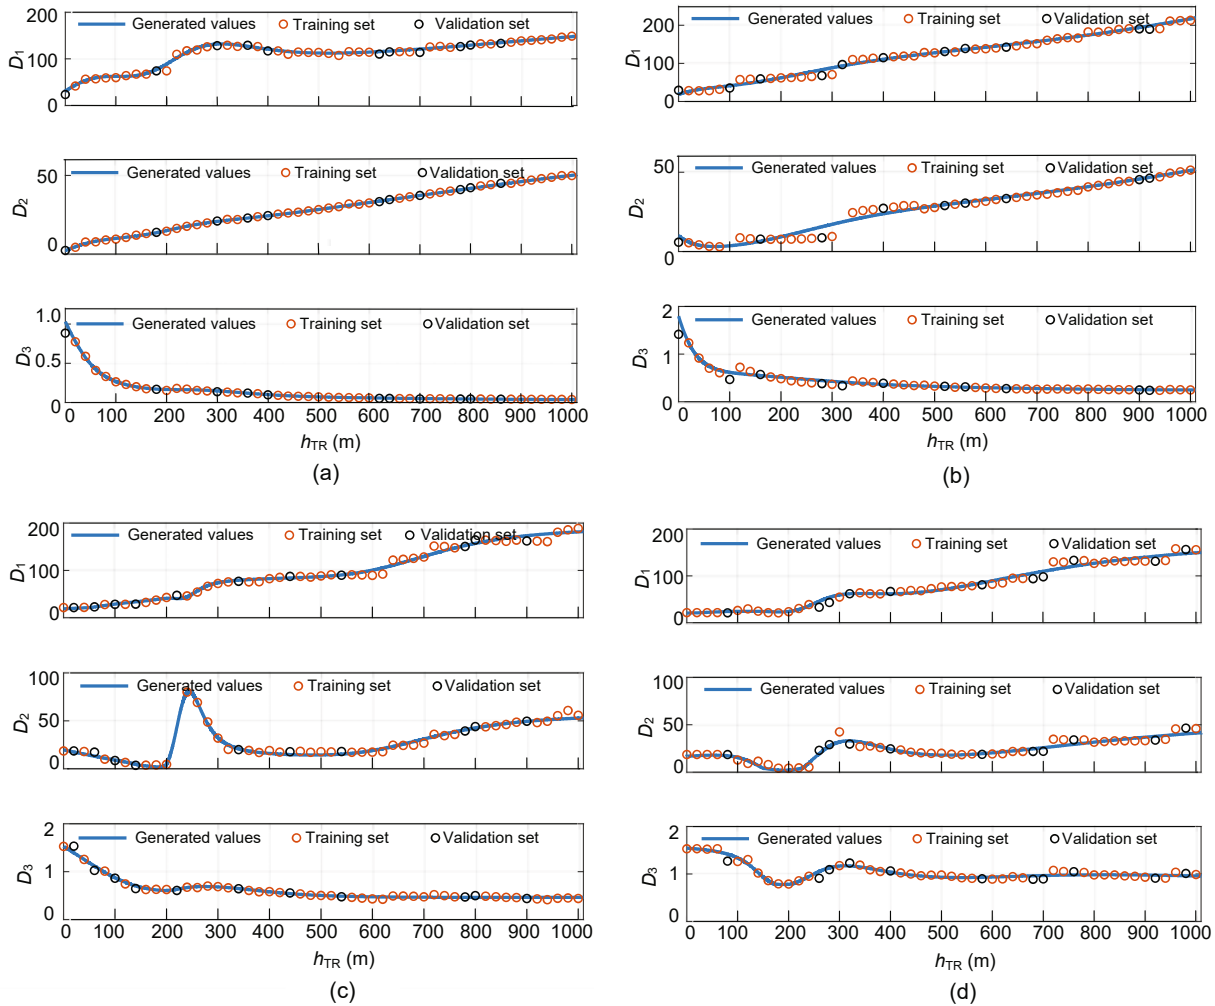 200
100
0
D1
Generated values Training set Validation set
50
0
D2
Generated values Training set Validation set
1.0
0.5
0
D3
Generated values Training set Validation set
0 100 200 300 400 500 600 700 800 900 1000
hTR (m)
(a)
200
100
0
D1
Generated values Training set Validation set
50
0
D2
Generated values Training set Validation set
2
1
0
D3
Generated values Training set Validation set
0 100 200 300 400 500 600 700 800 900 1000
hTR (m)
(b)
200
100
0
D1
Generated values Training set Validation set
100
50
0
D2
Generated values Training set Validation set
2
1
0
D3
Generated values Training set Validation set
0 100 200 300 400 500 600 700 800 900 1000
hTR (m)
(c)
200
100
0
D1
Generated values Training set Validation set
100
50
0
D2
Generated values Training set Validation set
2
1
0
D3
Generated values Training set Validation set
0 100 200 300 400 500 600 700 800 900 1000
hTR (m)
(d)